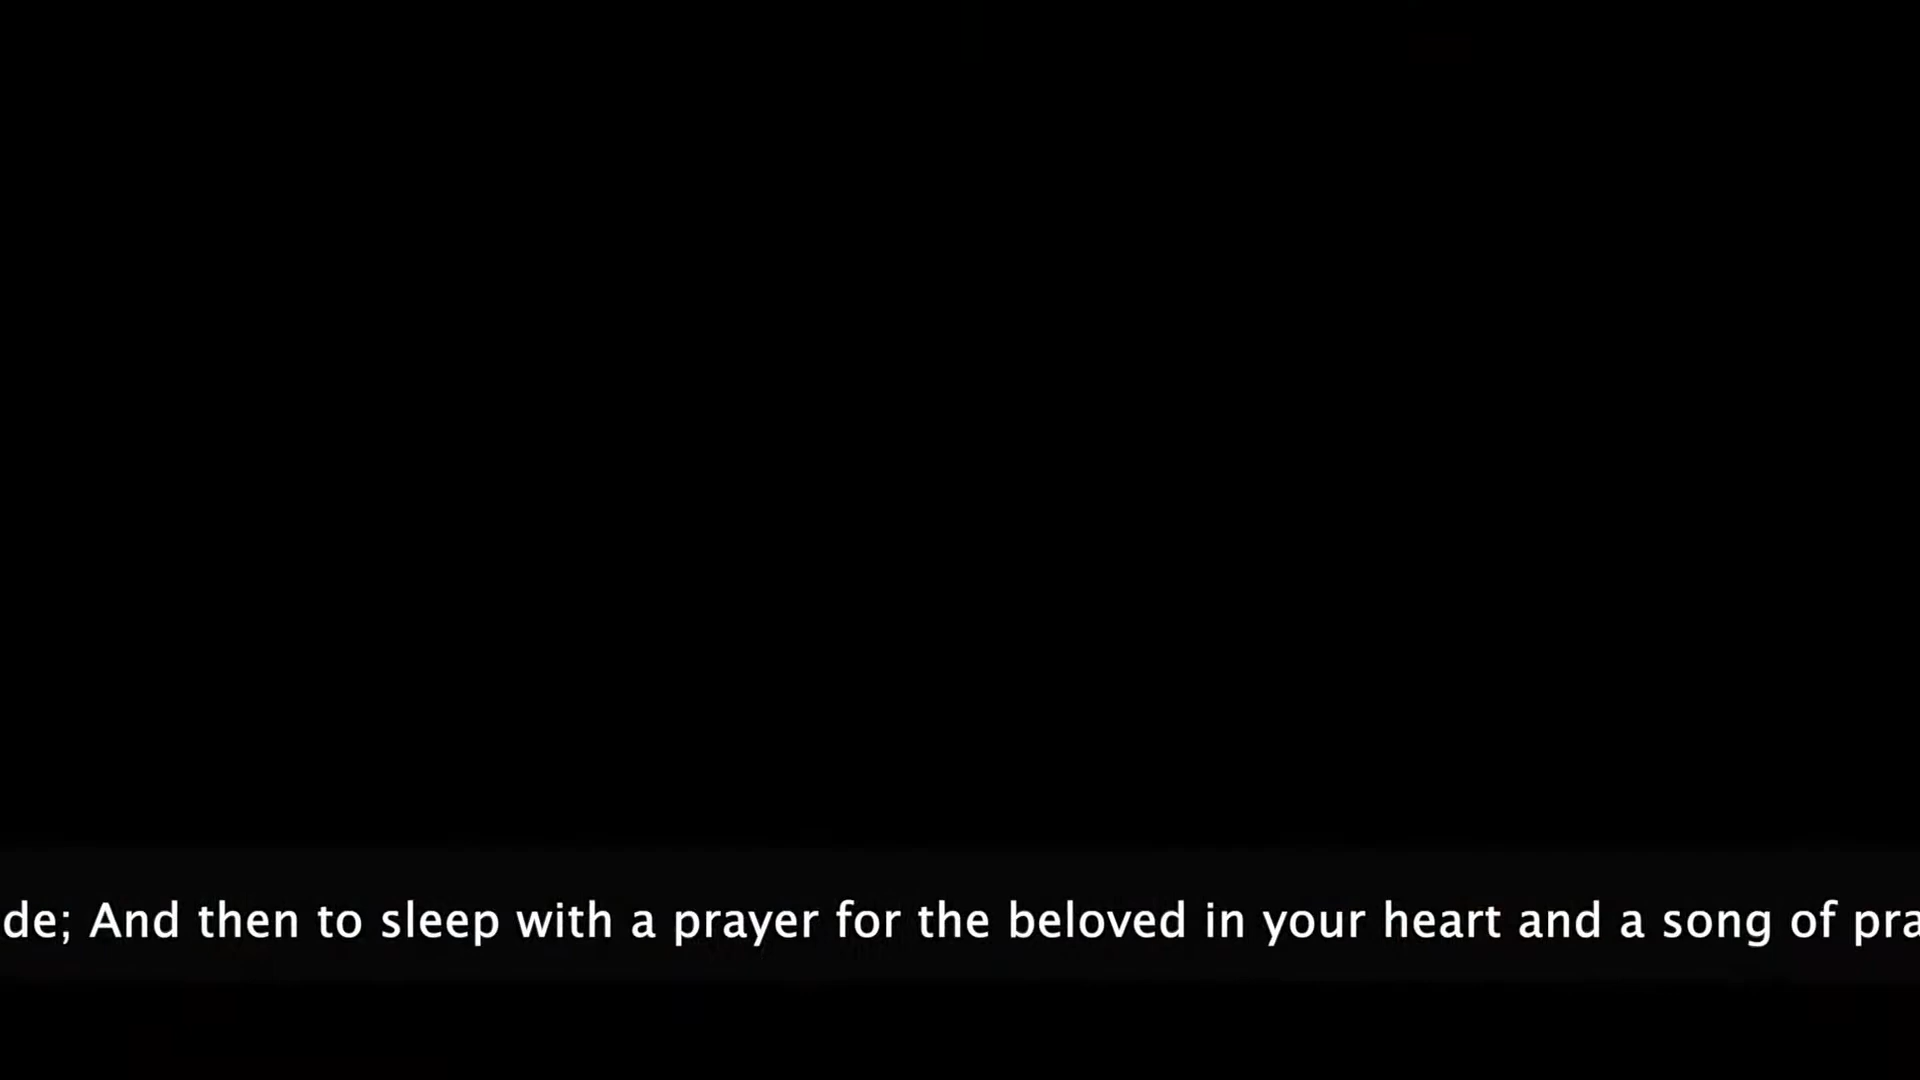 de; And then to sleep with a prayer for the beloved in your heart and a song of pra